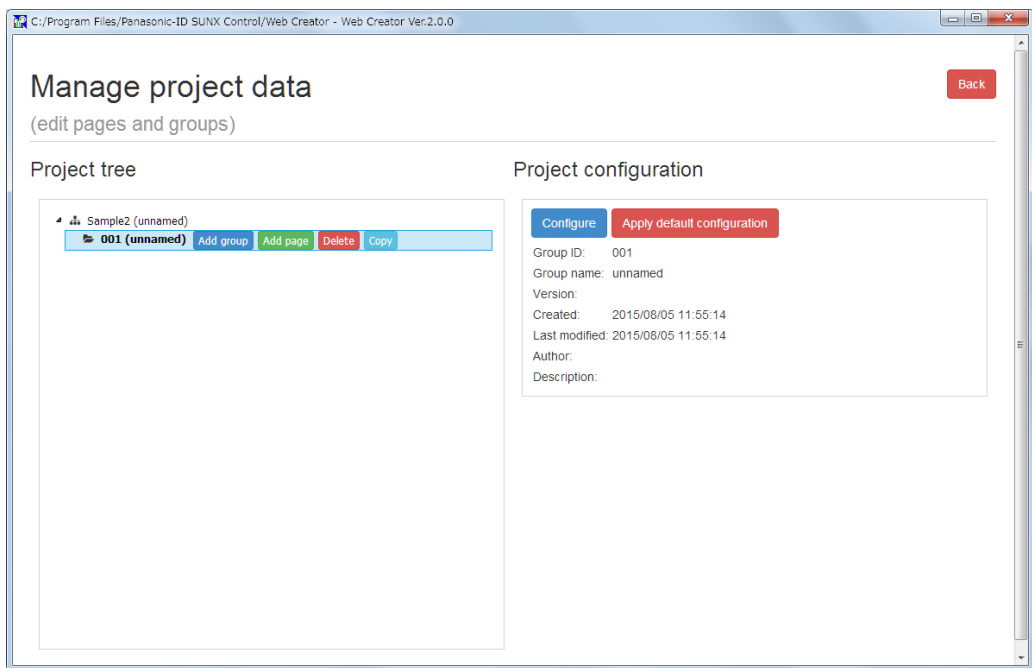 C:/Program Files/Panasonic-ID SUNX Control/Web Creator - Web Creator Ver.2.0.0
Manage project data
Back
(edit pages and groups)
Project tree
Project configuration
Sample2 (unnamed)
001 (unnamed) Add group Add page Delete Copy
Configure Apply default configuration
Group ID: 001
Group name: unnamed
Version:
Created: 2015/08/05 11:55:14
Last modified: 2015/08/05 11:55:14
Author:
Description: